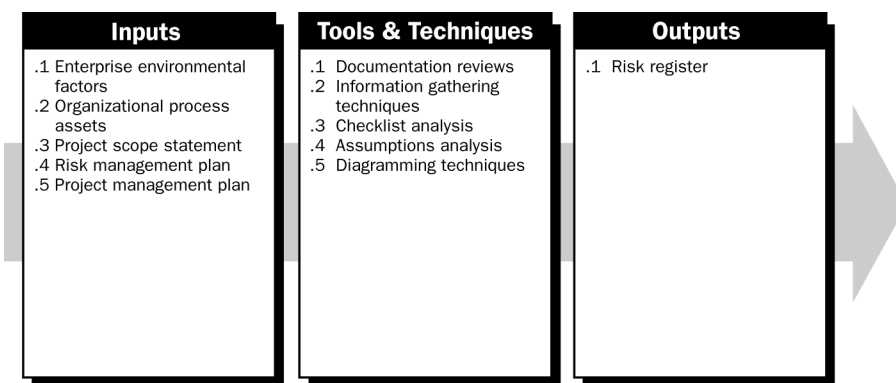 Inputs
.1 Enterprise environmental
factors
.2 Organizational process
assets
.3 Project scope statement
.4 Risk management plan
.5 Project management plan
Tools & Techniques
.1 Documentation reviews
.2 Information gathering
techniques
.3 Checklist analysis
.4 Assumptions analysis
.5 Diagramming techniques
Outputs
.1 Risk register